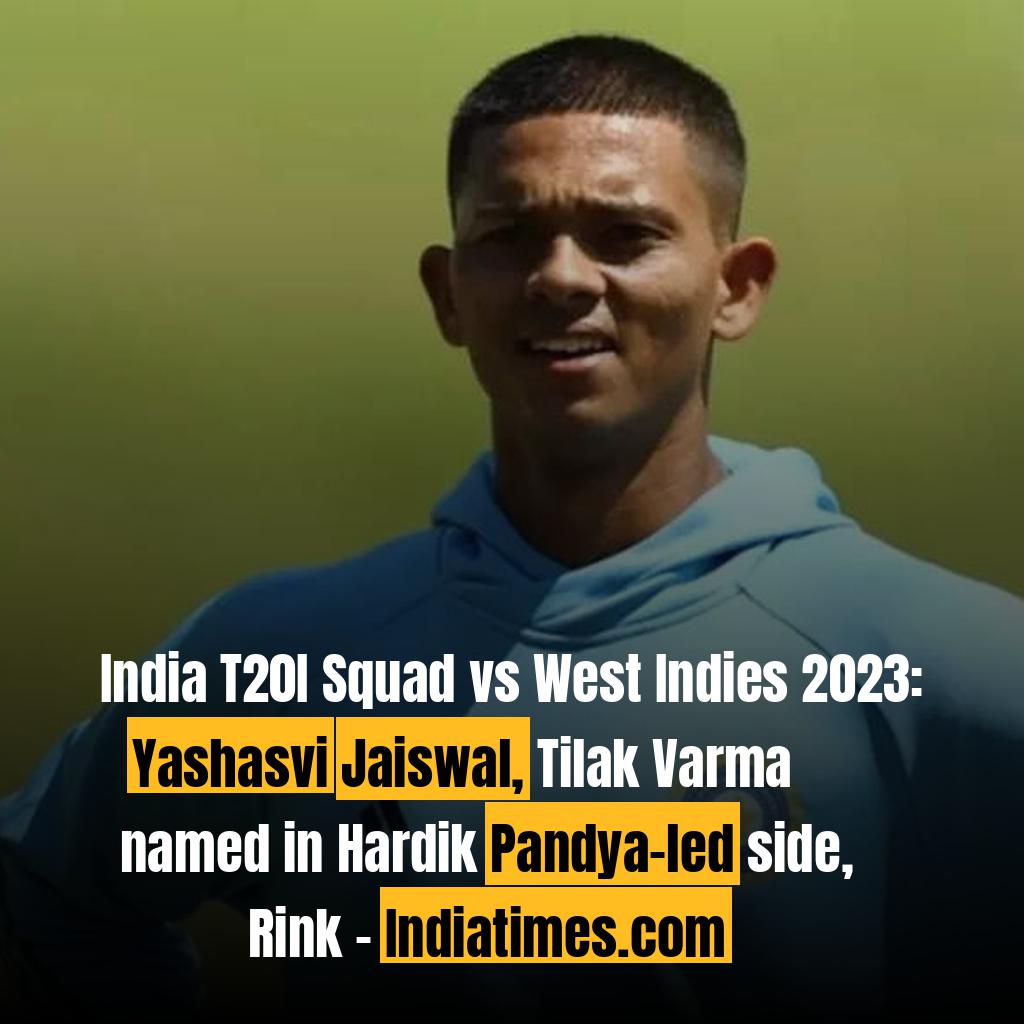 India T20I Squad vs West Indies 2023:
Yashasvi Jaiswal, Tilak Varma
named in Hardik Pandya-led side,
Rink - Indiatimes.com